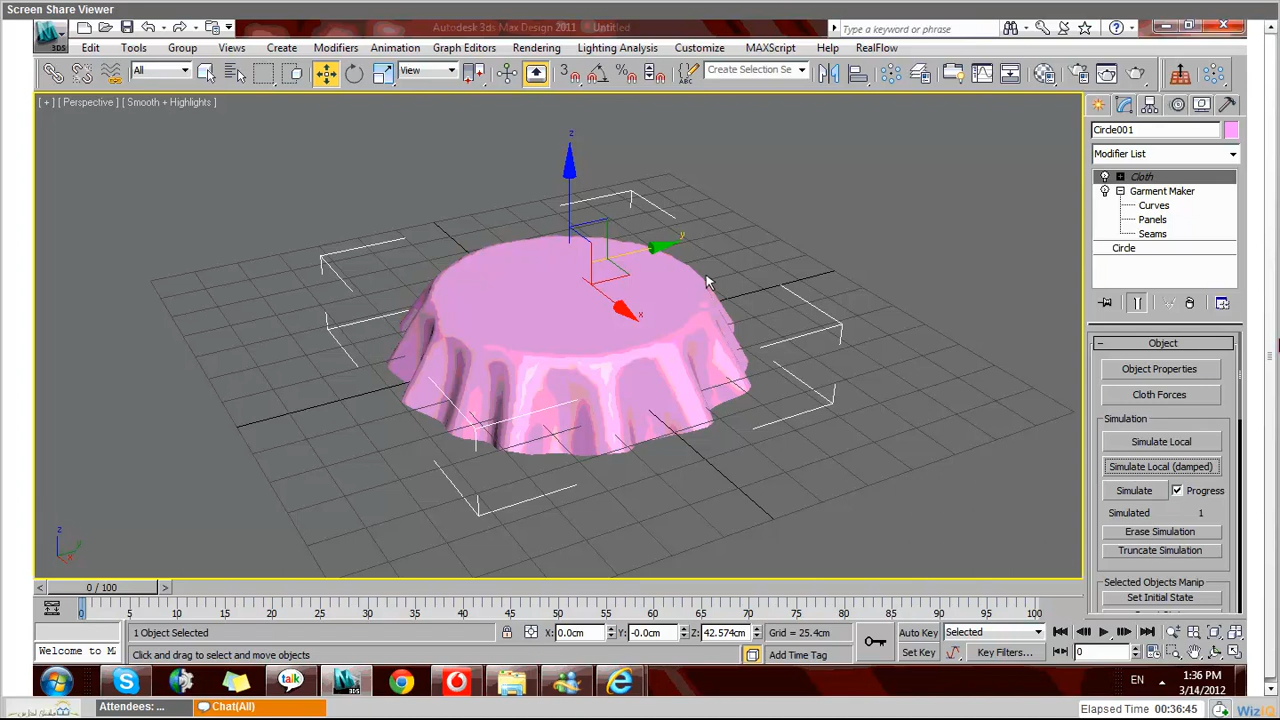 Screen Share Viewer
Autodesk 3ds Max Design 2011 Untitled
Type a keyword or phrase
3DS
Edit Tools Group Views Create Modifiers Animation Graph Editors Rendering Lighting Analysis Customize MAXScript Help RealFlow
All
View
3
Create Selection Se
[ + ] [ Perspective ] [ Smooth + Highlights ]
Circle001
Modifier List
Cloth
Garment Maker
Curves
Panels
Seams
Circle
z
y
x
Object
Object Properties
Cloth Forces
Simulation
Simulate Local
Simulate Local (damped)
Simulate Progress
Simulated 1
Erase Simulation
Truncate Simulation
Selected Objects Manip
Set Initial State
z
y
x
< 0 / 100 >
0 5 10 15 20 25 30 35 40 45 50 55 60 65 70 75 80 85 90 95 100
1 Object Selected X: 0.0cm Y: -0.0cm Z: 42.574cm Grid = 25.4cm Auto Key Selected
Welcome to M Click and drag to select and move objects Add Time Tag Set Key Key Filters... 0
talk
3DS
EN
1:36 PM
3/14/2012
Attendees: ... Chat(All)
Elapsed Time 00:36:45
WizIQ